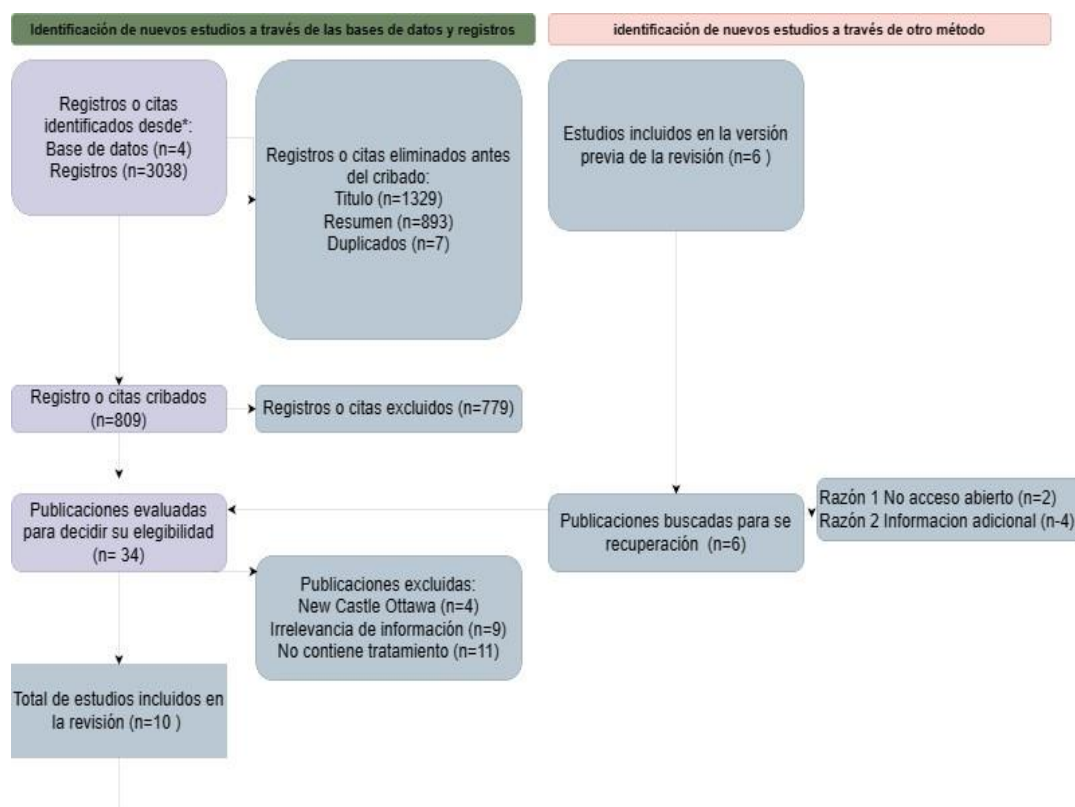 Identificación de nuevos estudios a través de las bases de datos y registros
identificación de nuevos estudios a través de otro método
Registros o citas
identificados desde*:
Base de datos (n=4)
Registros (n=3038)
Registros o citas eliminados antes
del cribado:
Titulo (n=1329)
Resumen (n=893)
Duplicados (n=7)
Estudios incluidos en la versión
previa de la revisión (n=6 )
Registro o citas cribados
(n=809)
Registros o citas excluidos (n=779)
Publicaciones evaluadas
para decidir su elegibilidad
(n= 34)
Publicaciones buscadas para se
recuperación (n=6)
Razón 1 No acceso abierto (n=2)
Razón 2 Informacion adicional (n-4)
Publicaciones excluidas:
New Castle Ottawa (n=4)
Irrelevancia de información (n=9)
No contiene tratamiento (n=11)
Total de estudios incluidos en
la revisión (n=10 )